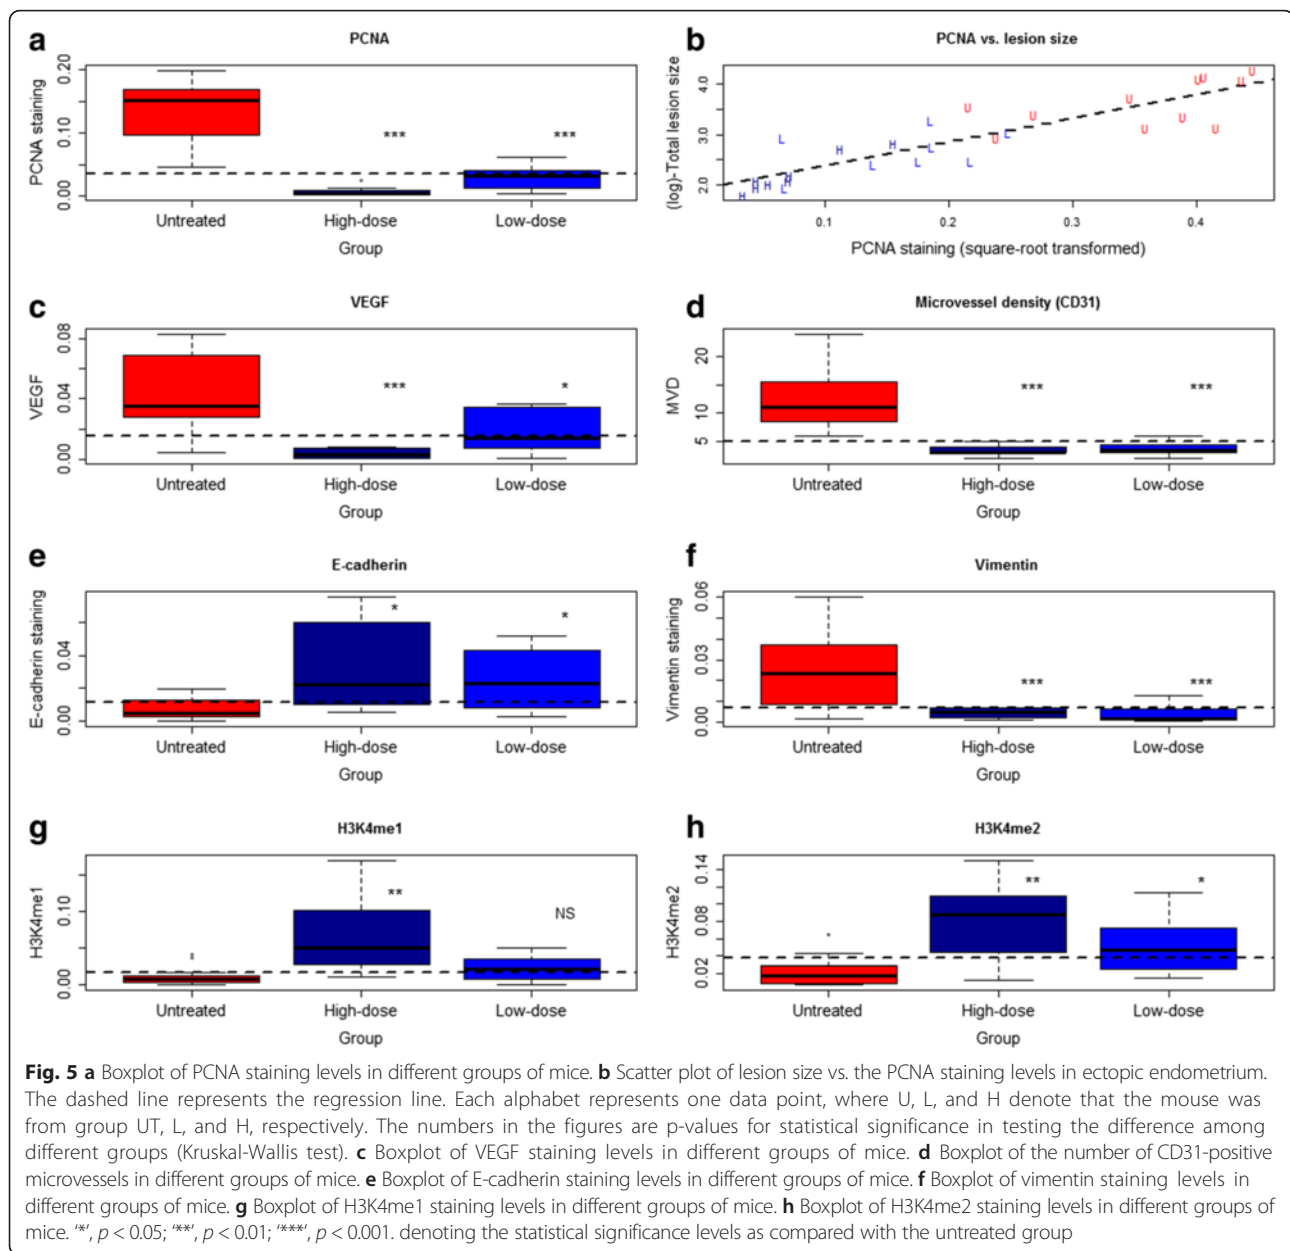 a
PCNA
PCNA staining
0.20
0.10
0.00
***
***
Untreated
High-dose
Low-dose
Group
b
PCNA vs. lesion size
(log)-Total lesion size
4.0
3.0
2.0
H
H
H
H
H
H
H
H
L
L
L
L
L
L
L
L
L
U
U
U
U
U
U
U
U
U
U
U
0.1
0.2
0.3
0.4
PCNA staining (square-root transformed)
c
VEGF
VEGF
0.08
0.04
0.00
***
*
Untreated
High-dose
Low-dose
Group
d
Microvessel density (CD31)
MVD
20
10
5
***
***
Untreated
High-dose
Low-dose
Group
e
E-cadherin
E-cadherin staining
0.04
0.00
*
*
Untreated
High-dose
Low-dose
Group
f
Vimentin
Vimentin staining
0.06
0.03
0.00
***
***
Untreated
High-dose
Low-dose
Group
g
H3K4me1
H3K4me1
0.10
0.00
**
NS
Untreated
High-dose
Low-dose
Group
h
H3K4me2
H3K4me2
0.14
0.08
0.02
**
*
Untreated
High-dose
Low-dose
Group
Fig. 5 a Boxplot of PCNA staining levels in different groups of mice. b Scatter plot of lesion size vs. the PCNA staining levels in ectopic endometrium.
The dashed line represents the regression line. Each alphabet represents one data point, where U, L, and H denote that the mouse was
from group UT, L, and H, respectively. The numbers in the figures are p-values for statistical significance in testing the difference among
different groups (Kruskal-Wallis test). c Boxplot of VEGF staining levels in different groups of mice. d Boxplot of the number of CD31-positive
microvessels in different groups of mice. e Boxplot of E-cadherin staining levels in different groups of mice. f Boxplot of vimentin staining levels in
different groups of mice. g Boxplot of H3K4me1 staining levels in different groups of mice. h Boxplot of H3K4me2 staining levels in different groups of
mice. ‘*’, p < 0.05; ‘**’, p < 0.01; ‘***’, p < 0.001. denoting the statistical significance levels as compared with the untreated group